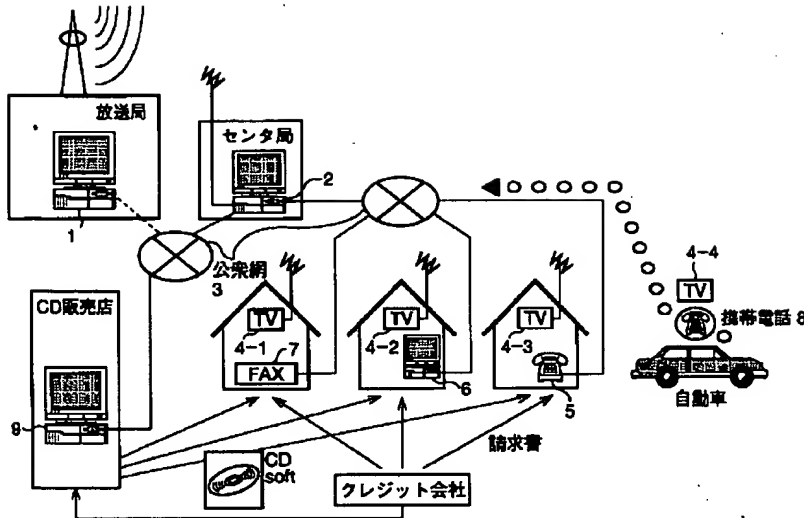 放送局
センタ局
2
1
公衆網
3
4-4
TV
携帯電話 8
自動車
CD販売店
TV
4-1
7
FAX
TV
4-2
6
TV
4-3
5
9
CD
soft
請求書
クレジット会社